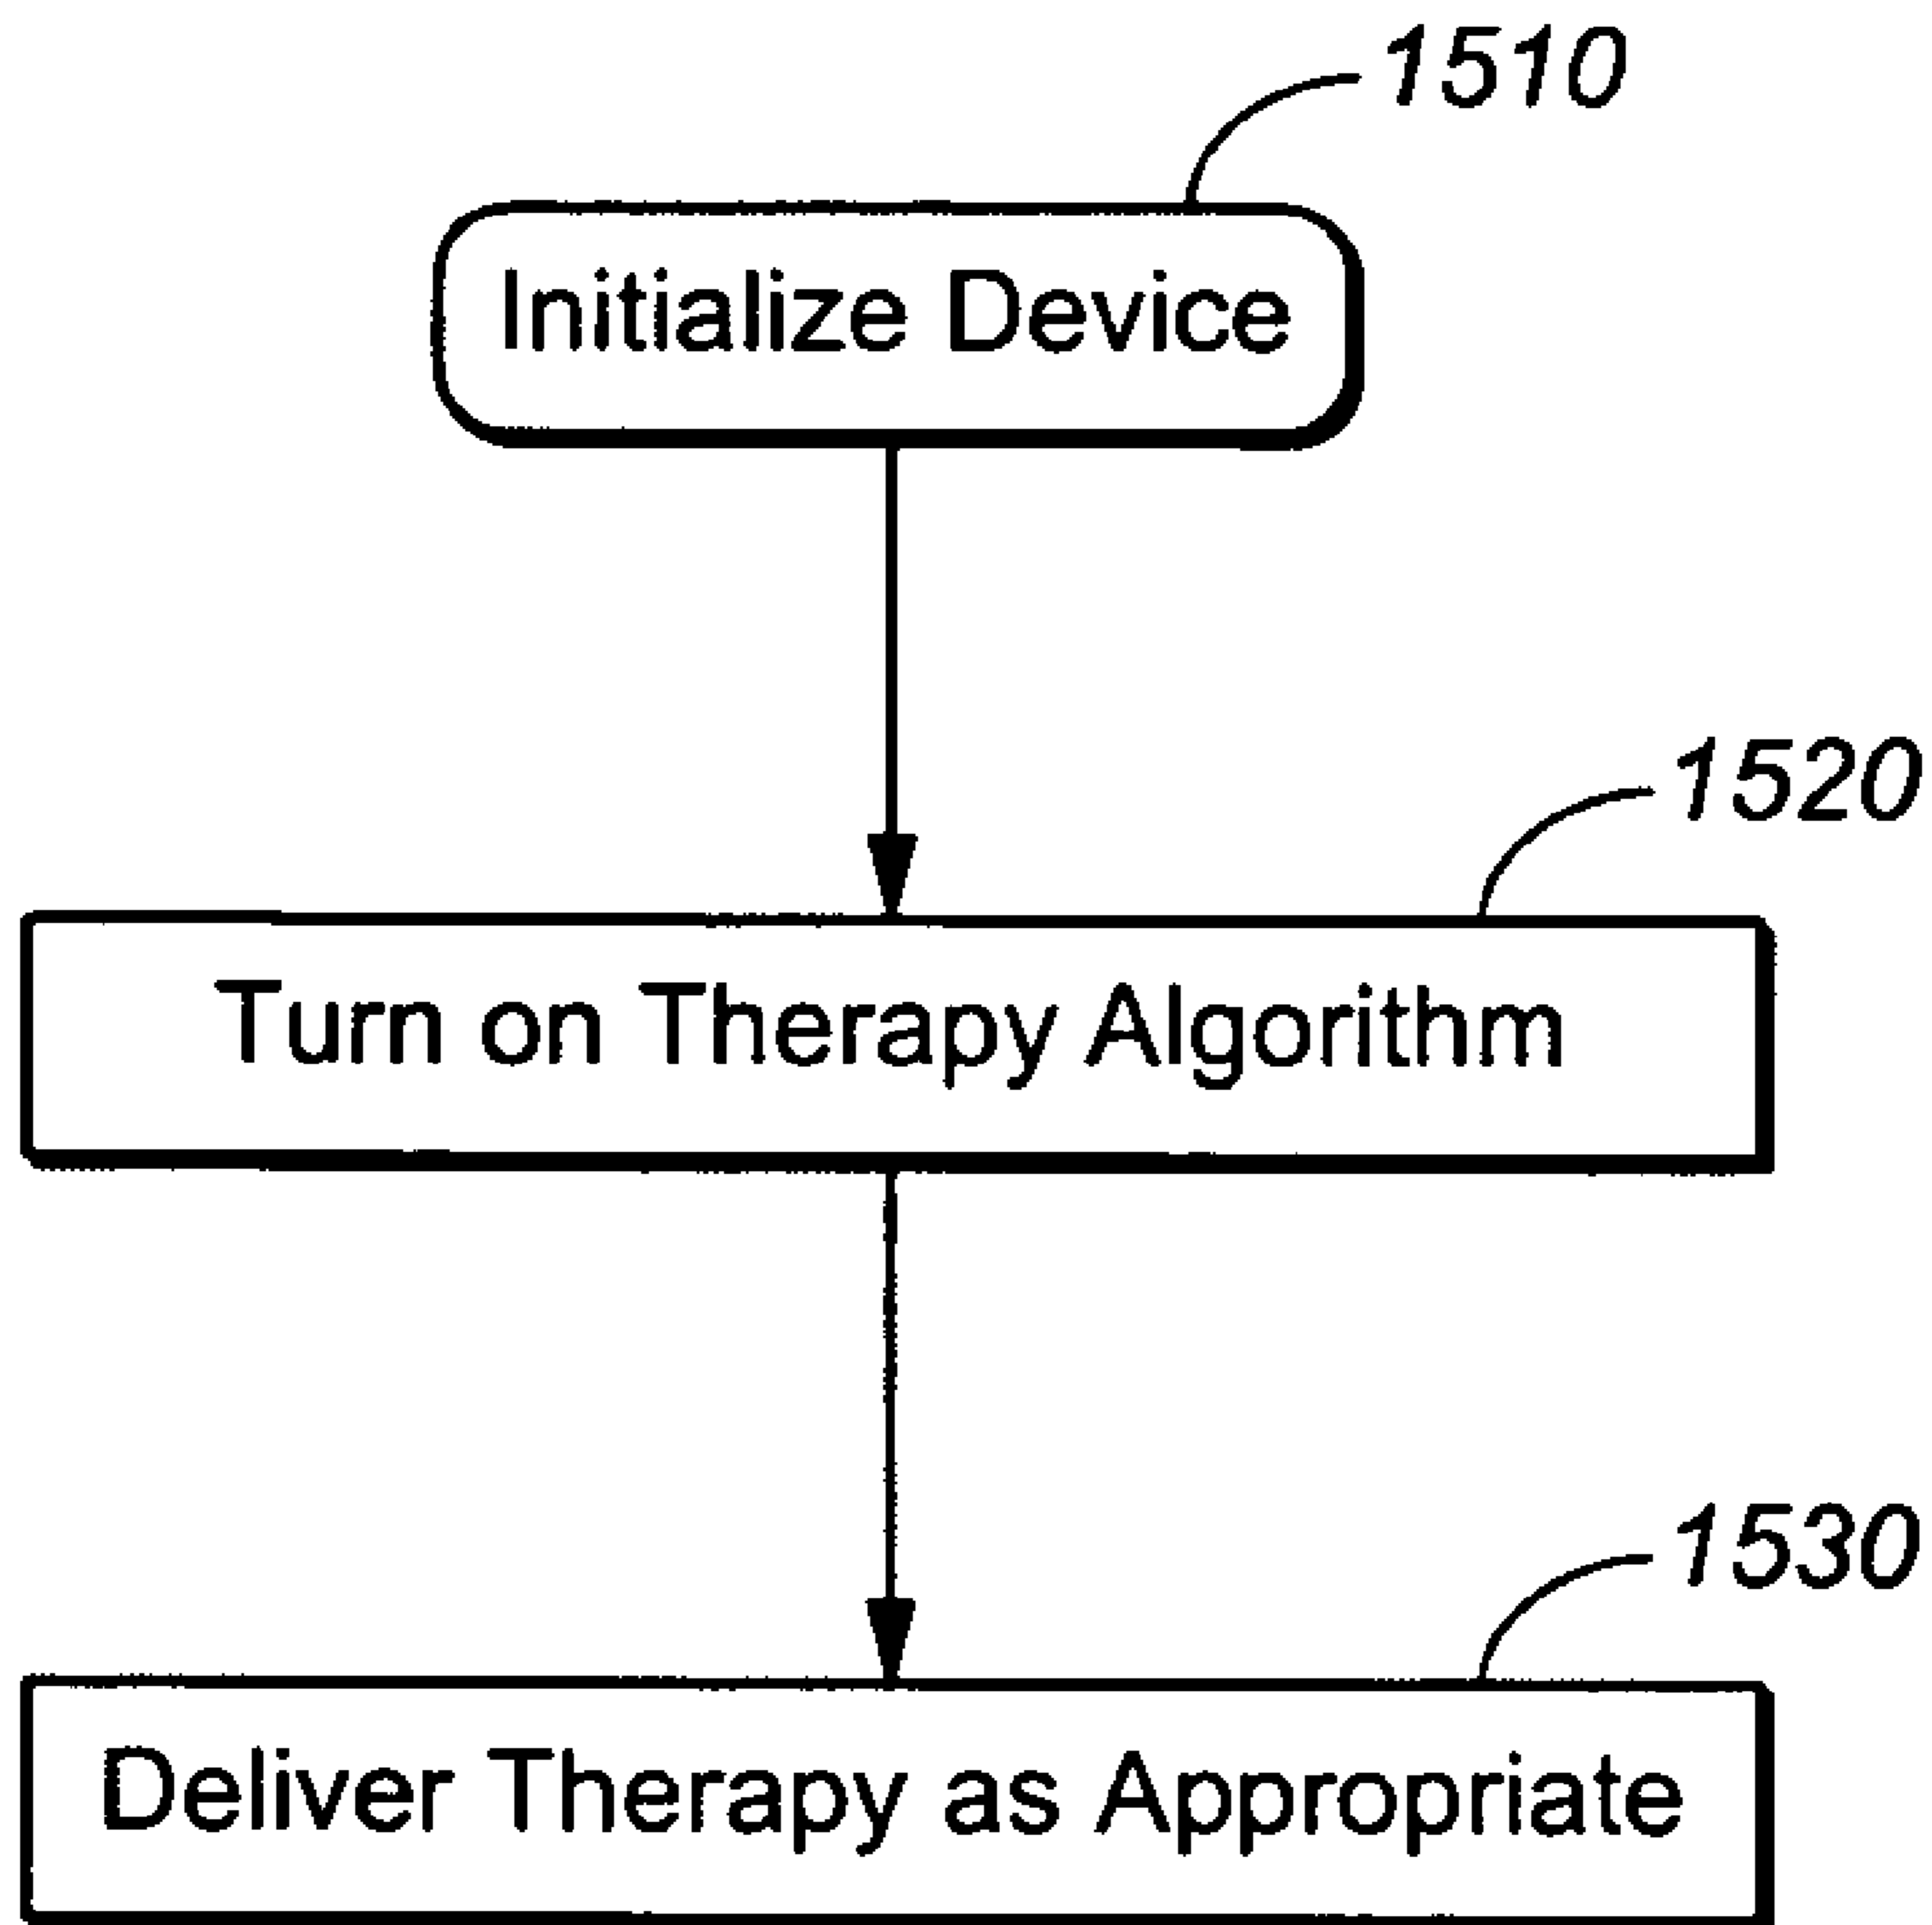 1510
Initialize Device
1520
Turn on Therapy Algorithm
1530
Deliver Therapy as Appropriate